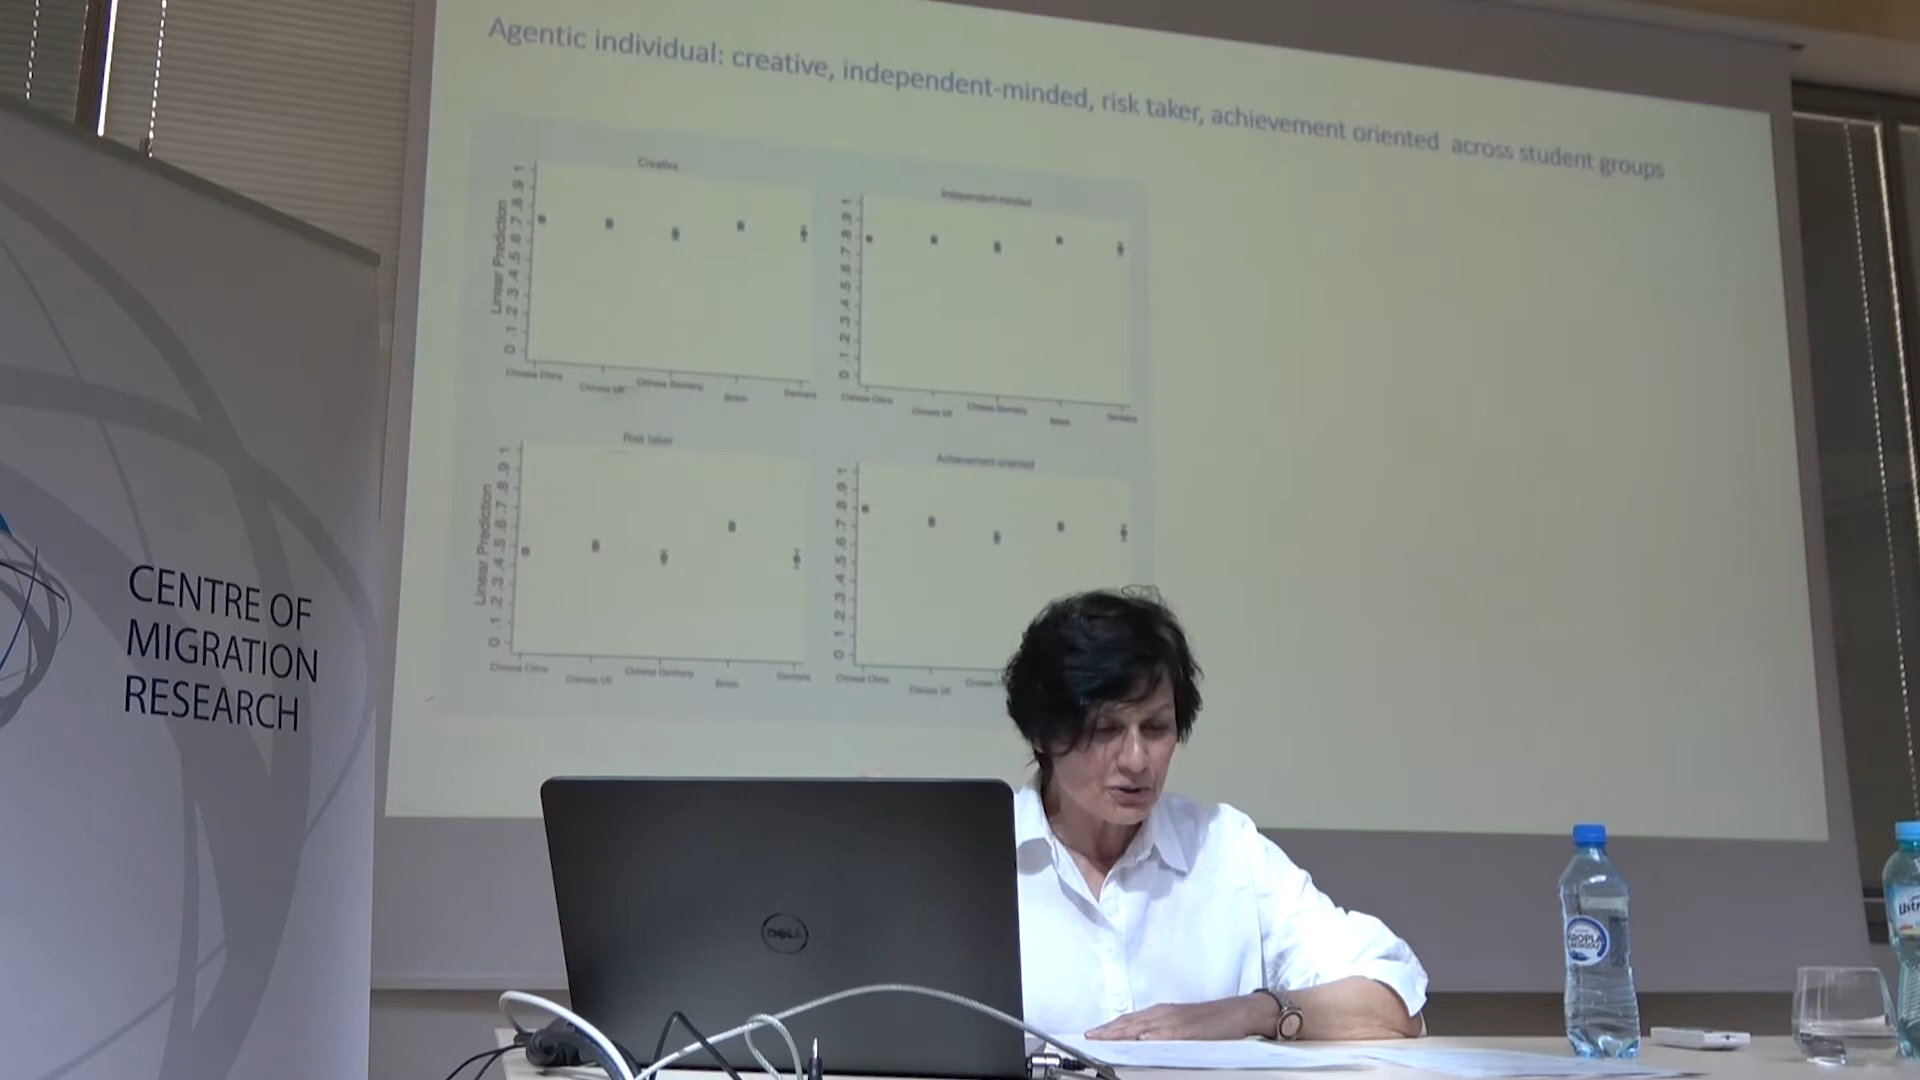 Agentic individual: creative, independent-minded, risk taker, achievement oriented across student groups
Creative
Independent-minded
Linear Prediction
0 .1 .2 .3 .4 .5 .6 .7 .8 .9 1
0 .1 .2 .3 .4 .5 .6 .7 .8 .9 1
Chinese China
Chinese UK
Chinese Germany
British
Germans
Chinese China
Chinese UK
Chinese Germany
British
Germans
Risk taker
Achievement-oriented
Linear Prediction
0 .1 .2 .3 .4 .5 .6 .7 .8 .9 1
0 .1 .2 .3 .4 .5 .6 .7 .8 .9 1
Chinese China
Chinese UK
Chinese Germany
British
Germans
Chinese China
Chinese UK
CENTRE OF
MIGRATION
RESEARCH
DELL
KROPLA
BESKIDU